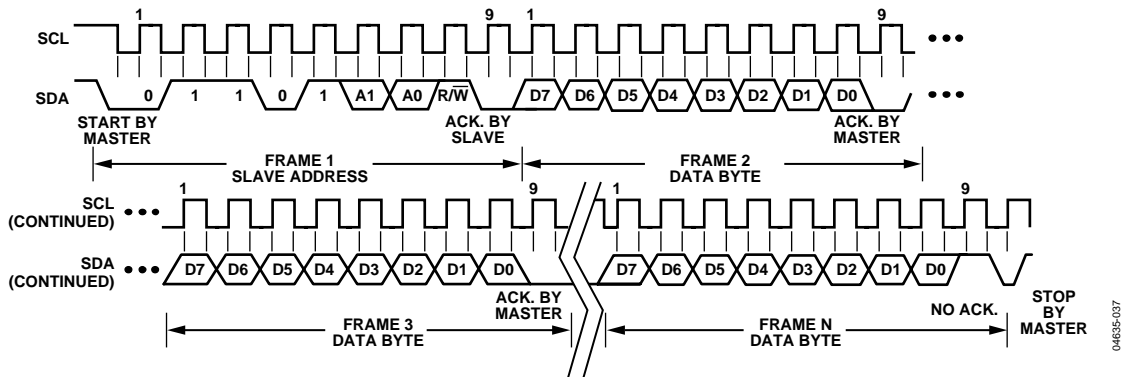 1 9 1 9
SCL
SDA 0 1 1 0 1 A1 A0 R/W̅ D7 D6 D5 D4 D3 D2 D1 D0
START BY MASTER
ACK. BY SLAVE
ACK. BY MASTER
FRAME 1
SLAVE ADDRESS
FRAME 2
DATA BYTE
1 9 1 9
SCL
(CONTINUED)
SDA
(CONTINUED)
D7 D6 D5 D4 D3 D2 D1 D0 D7 D6 D5 D4 D3 D2 D1 D0
ACK. BY
MASTER
NO ACK.
STOP
BY
MASTER
FRAME 3
DATA BYTE
FRAME N
DATA BYTE
04635-037